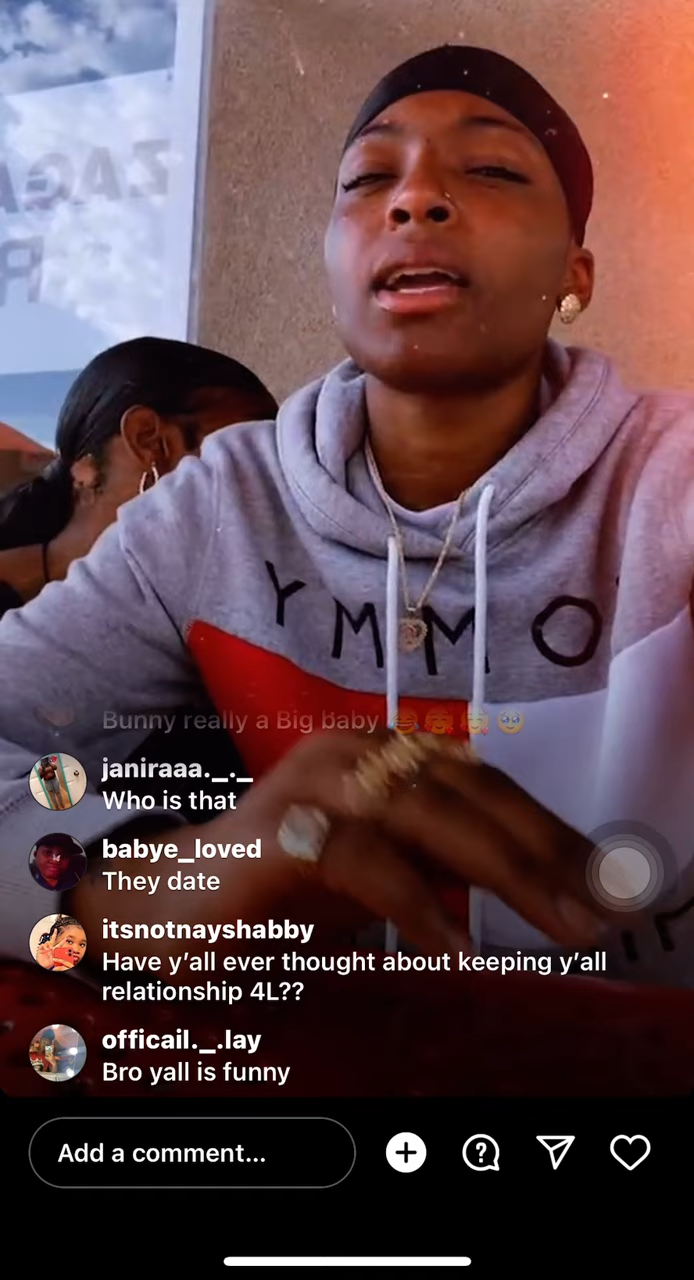 YMMO
Bunny really a Big baby 😂🥰🥰🥹
janiraaa._._
Who is that
babye_loved
They date
itsnotnayshabby
Have y’all ever thought about keeping y’all
relationship 4L??
officail._.lay
Bro yall is funny
Add a comment...